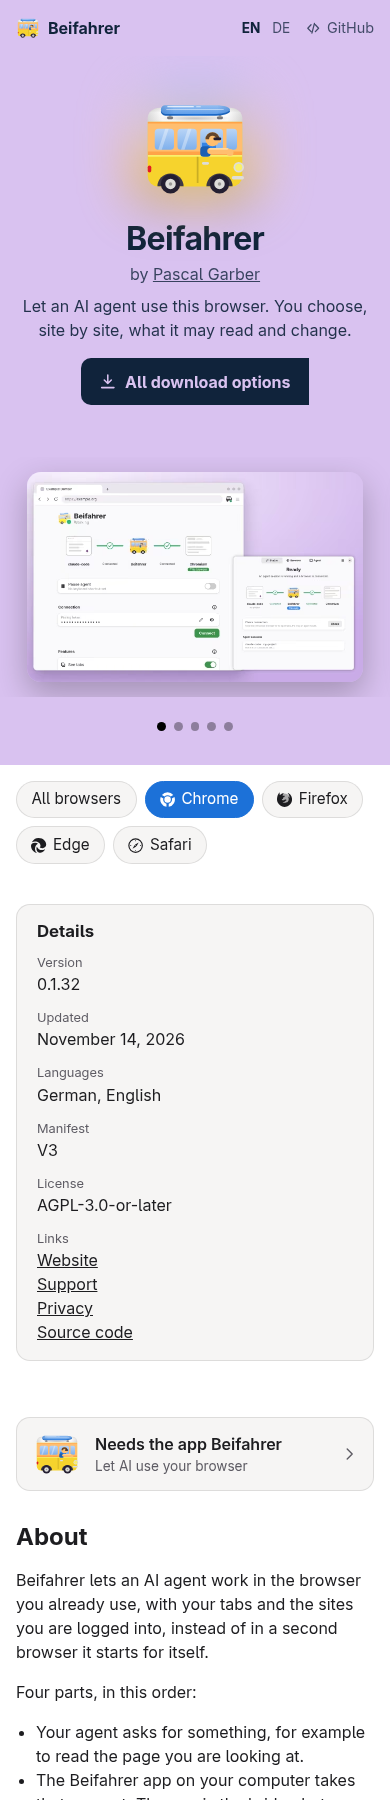 Beifahrer
EN DE GitHub
Beifahrer
by Pascal Garber
Let an AI agent use this browser. You choose,
site by site, what it may read and change.
All download options
Beifahrer
Connection
Connect
Features
Ready
All browsers
Chrome
Firefox
Edge
Safari
Details
Version
0.1.32
Updated
November 14, 2026
Languages
German, English
Manifest
V3
License
AGPL-3.0-or-later
Links
Website
Support
Privacy
Source code
Needs the app Beifahrer
Let AI use your browser
About
Beifahrer lets an AI agent work in the browser
you already use, with your tabs and the sites
you are logged into, instead of in a second
browser it starts for itself.
Four parts, in this order:
• Your agent asks for something, for example
to read the page you are looking at.
• The Beifahrer app on your computer takes